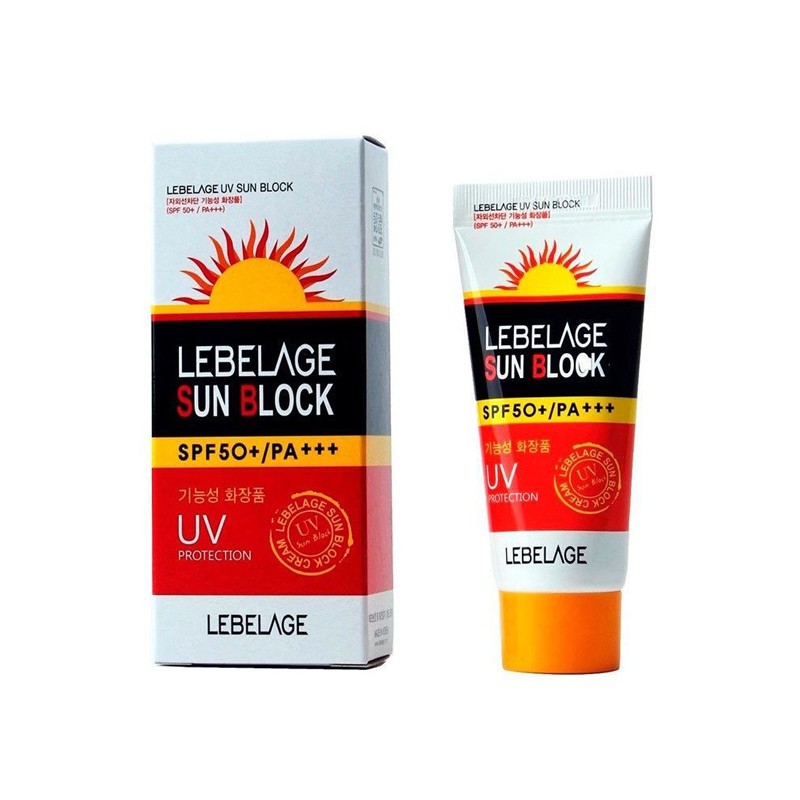 LEBELAGE UV SUN BLOCK
[자외선차단 기능성 화장품]
(SPF 50+ / PA+++)
LEBELAGE
SUN BLOCK
SPF50+/PA+++
기능성 화장품
UV
PROTECTION
LEBELAGE SUN BLOCK CREAM
UV
Sun Block
LEBELAGE
LEBELAGE UV SUN BLOCK
[자외선차단 기능성 화장품]
(SPF 50+ / PA+++)
LEBELAGE
SUN BLOCK
SPF50+/PA+++
기능성 화장품
UV
PROTECTION
LEBELAGE SUN BLOCK CREAM
UV
Sun Block
LEBELAGE